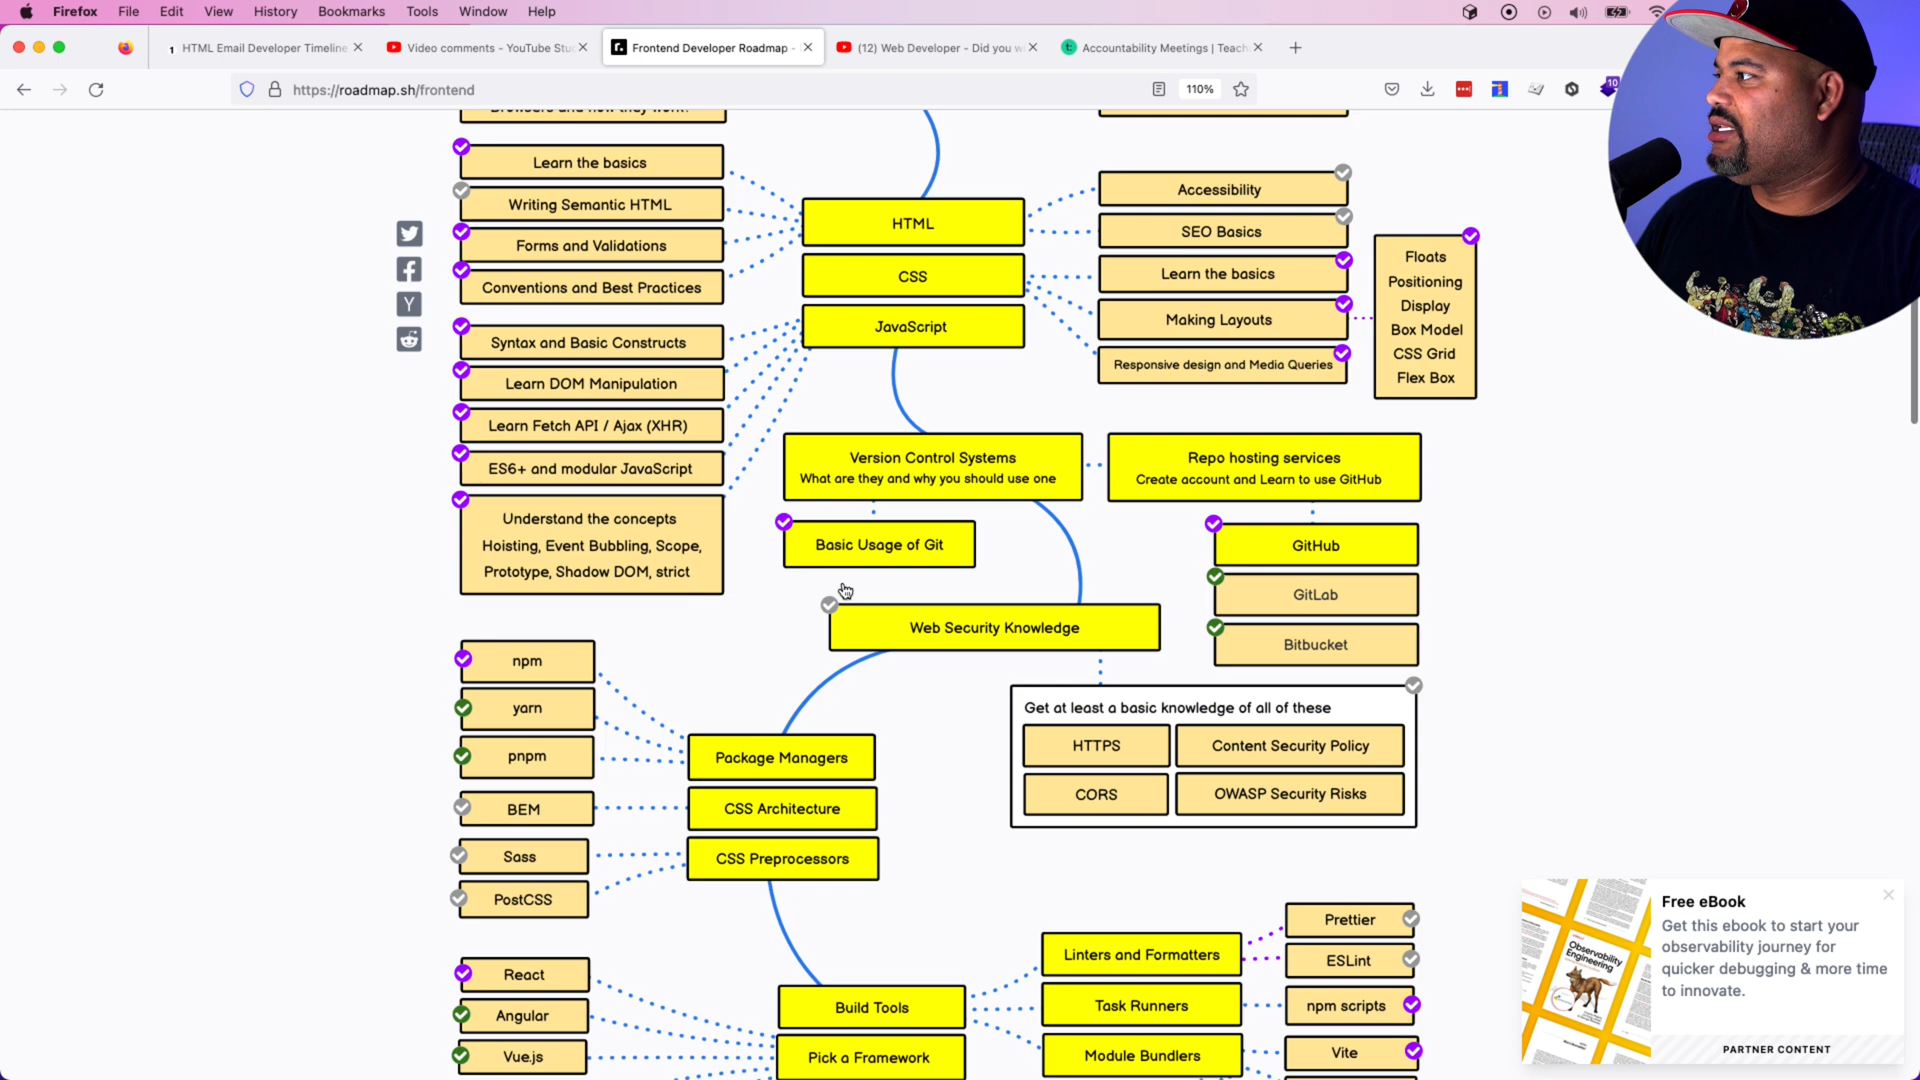 Firefox File Edit View History Bookmarks Tools Window Help
1 HTML Email Developer Timeline
Video comments - YouTube Stu
Frontend Developer Roadmap -
(12) Web Developer - Did you w
Accountability Meetings | Teach
https://roadmap.sh/frontend
110%
10
Browsers and how they work?
Learn the basics
Writing Semantic HTML
Forms and Validations
Conventions and Best Practices
HTML
CSS
JavaScript
Accessibility
SEO Basics
Learn the basics
Making Layouts
Responsive design and Media Queries
Floats
Positioning
Display
Box Model
CSS Grid
Flex Box
Syntax and Basic Constructs
Learn DOM Manipulation
Learn Fetch API / Ajax (XHR)
ES6+ and modular JavaScript
Understand the concepts
Hoisting, Event Bubbling, Scope,
Prototype, Shadow DOM, strict
Version Control Systems
What are they and why you should use one
Repo hosting services
Create account and Learn to use GitHub
Basic Usage of Git
GitHub
GitLab
Bitbucket
Web Security Knowledge
Get at least a basic knowledge of all of these
HTTPS
Content Security Policy
CORS
OWASP Security Risks
npm
yarn
pnpm
BEM
Sass
PostCSS
Package Managers
CSS Architecture
CSS Preprocessors
React
Angular
Vue.js
Build Tools
Pick a Framework
Linters and Formatters
Task Runners
Module Bundlers
Prettier
ESLint
npm scripts
Vite
Free eBook
Get this ebook to start your
observability journey for
quicker debugging & more time
to innovate.
Observability
Engineering
PARTNER CONTENT